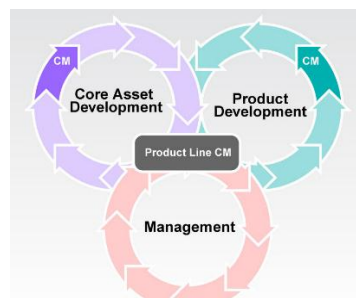 CM
CM
Core Asset
Development
Product
Development
Product Line CM
Management